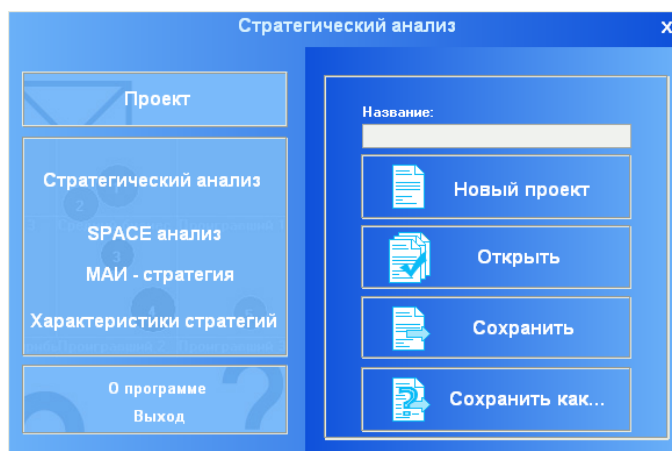 Стратегический анализ
X
Проект
Стратегический анализ
SPACE анализ
МАИ - стратегия
Характеристики стратегий
О программе
Выход
Название:
Новый проект
Открыть
Сохранить
Сохранить как...